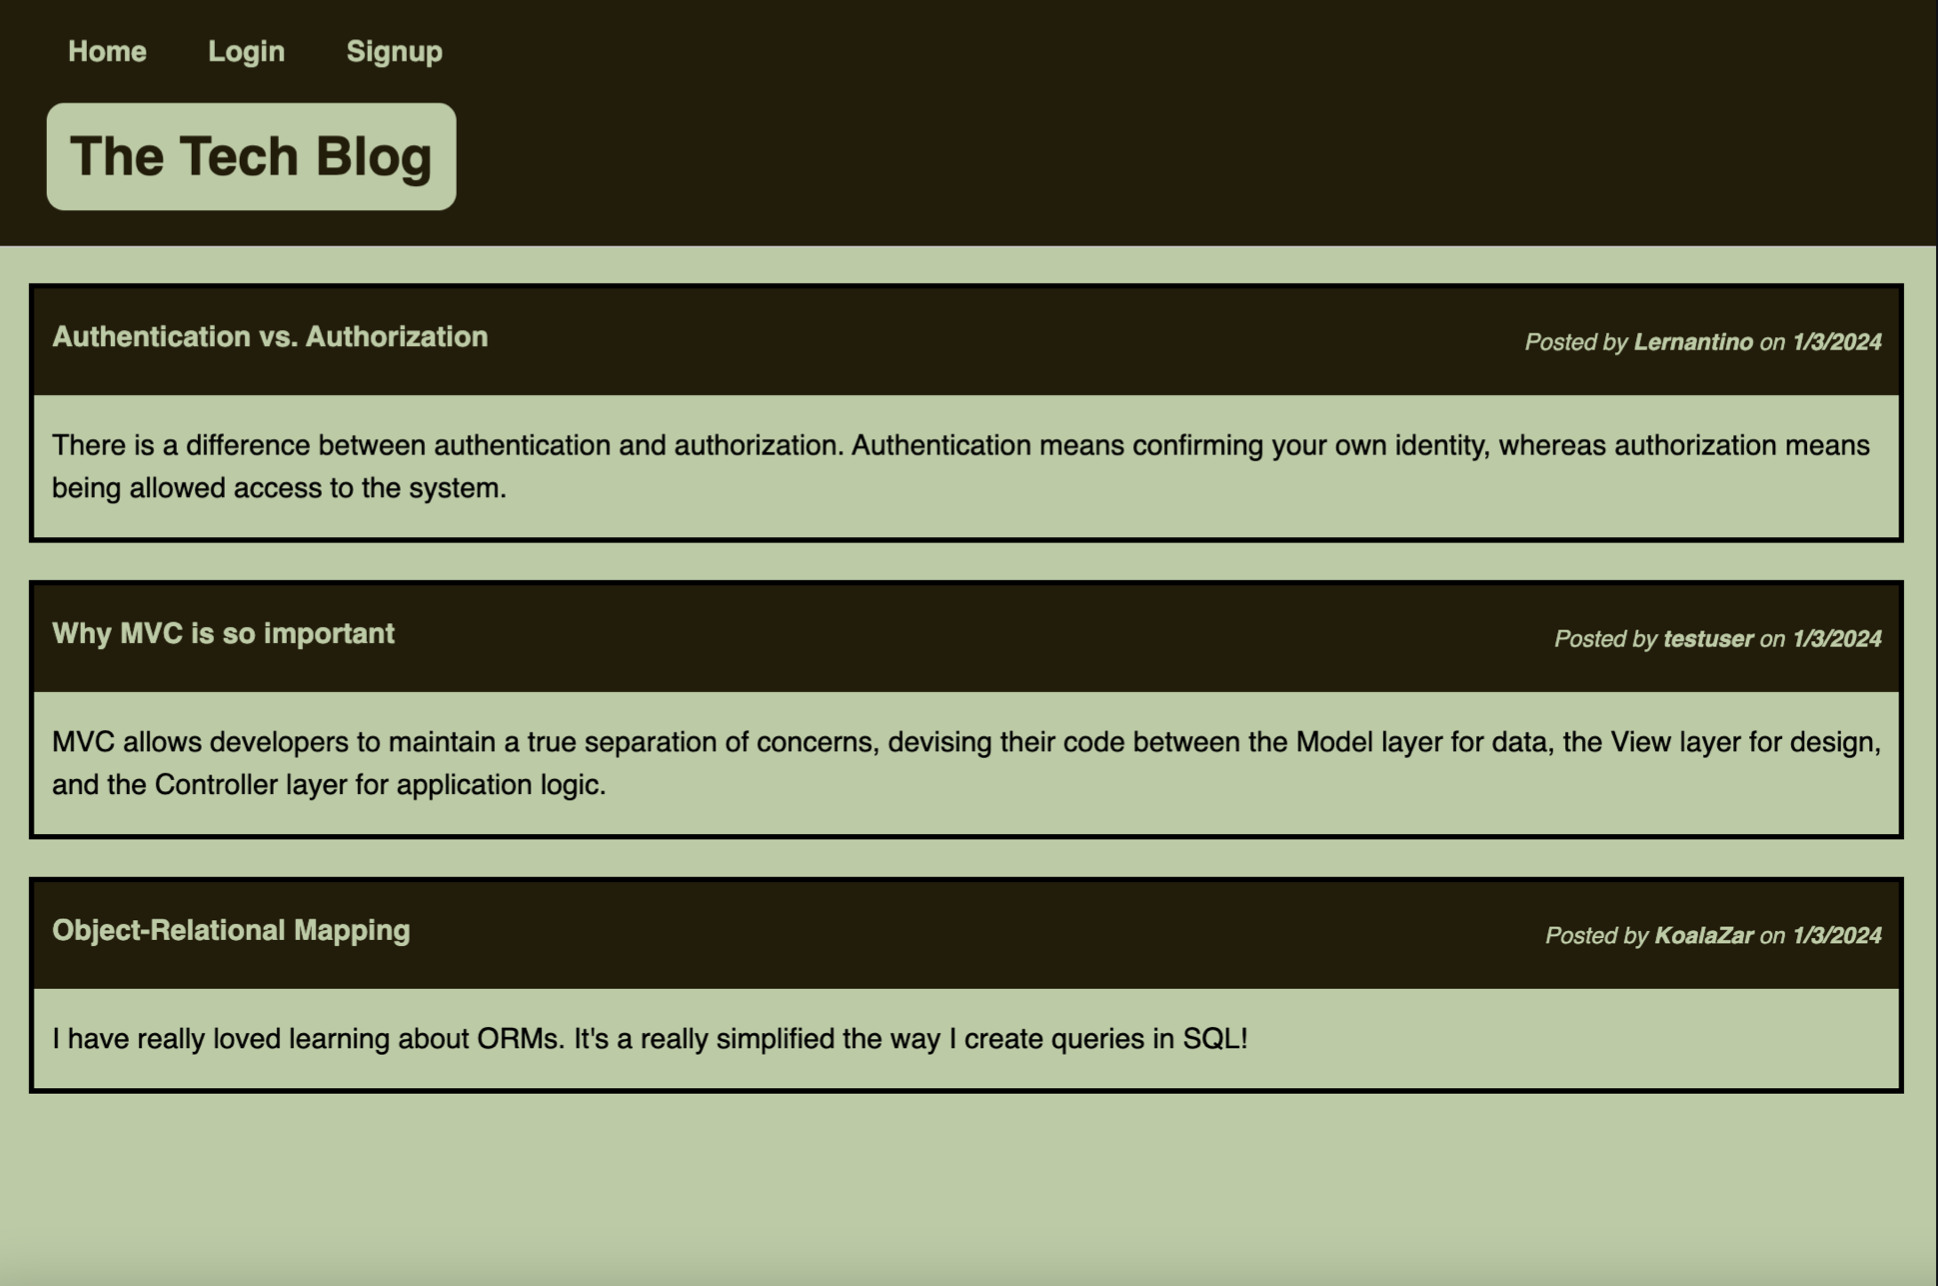 Home Login Signup
The Tech Blog
Authentication vs. Authorization
Posted by Lernantino on 1/3/2024
There is a difference between authentication and authorization. Authentication means confirming your own identity, whereas authorization means
being allowed access to the system.
Why MVC is so important
Posted by testuser on 1/3/2024
MVC allows developers to maintain a true separation of concerns, devising their code between the Model layer for data, the View layer for design,
and the Controller layer for application logic.
Object-Relational Mapping
Posted by KoalaZar on 1/3/2024
I have really loved learning about ORMs. It's a really simplified the way I create queries in SQL!